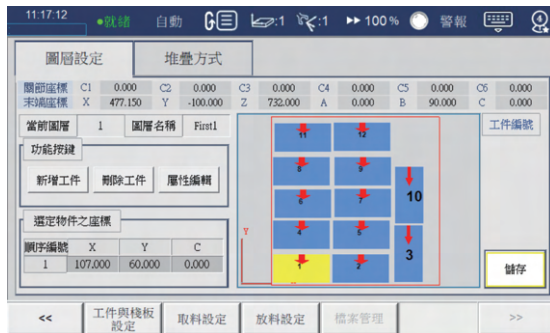 11:17:12 ●就緒 自動 6 :1 :1 ▸▸ 100 % 警報
圖層設定 堆疊方式
關節座標 C1 0.000 C2 0.000 C3 0.000 C4 0.000 C5 0.000 C6 0.000
末端座標 X 477.150 Y -100.000 Z 732.000 A 0.000 B 90.000 C 0.000
當前圖層 1 圖層名稱 First1
工件編號
功能按鍵
新增工件 刪除工件 屬性編輯
選定物件之座標
順序編號 X Y C
1 107.000 60.000 0.000
Y
11 12
8 9
6 7
10
4 5
3
1 2
儲存
<< 工件與棧板設定 取料設定 放料設定 檔案管理 >>